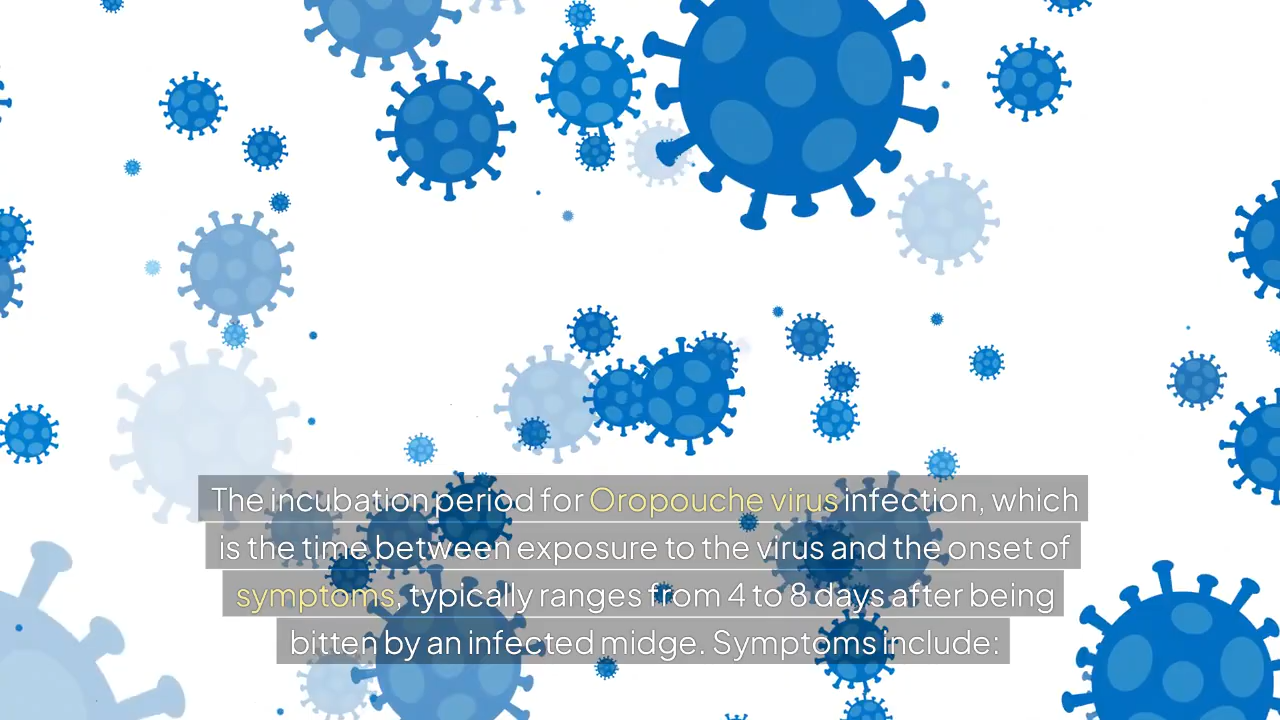 The incubation period for Oropouche virus infection, which
is the time between exposure to the virus and the onset of
symptoms, typically ranges from 4 to 8 days after being
bitten by an infected midge. Symptoms include: